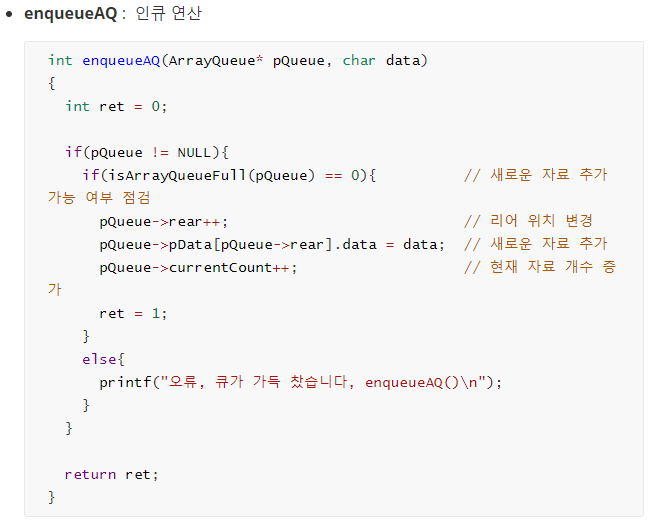 • enqueueAQ : 인큐 연산
int enqueueAQ(ArrayQueue* pQueue, char data)
{
  int ret = 0;

  if(pQueue != NULL){
    if(isArrayQueueFull(pQueue) == 0){          // 새로운 자료 추가
가능 여부 점검
      pQueue->rear++;                           // 리어 위치 변경
      pQueue->pData[pQueue->rear].data = data;  // 새로운 자료 추가
      pQueue->currentCount++;                   // 현재 자료 개수 증
가
      ret = 1;
    }
    else{
      printf("오류, 큐가 가득 찼습니다, enqueueAQ()\n");
    }
  }

  return ret;
}